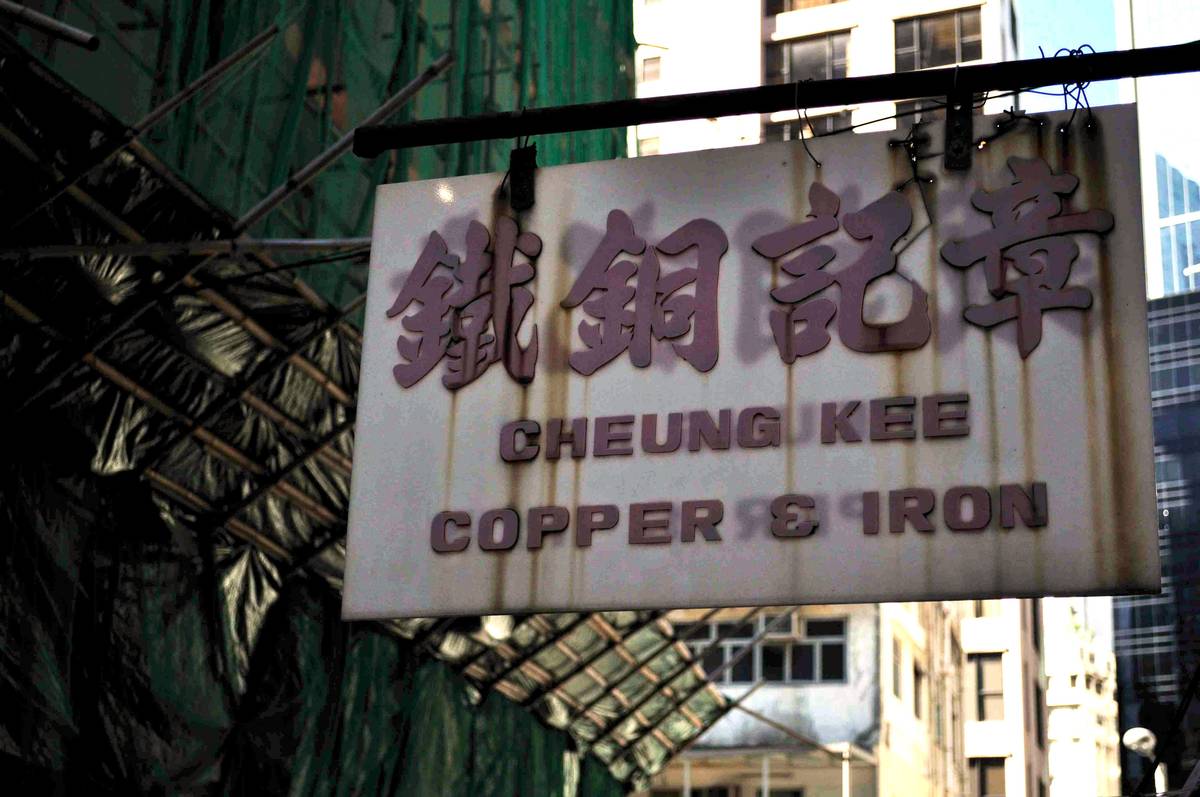 章記銅鐵
CHEUNG KEE
COPPER & IRON